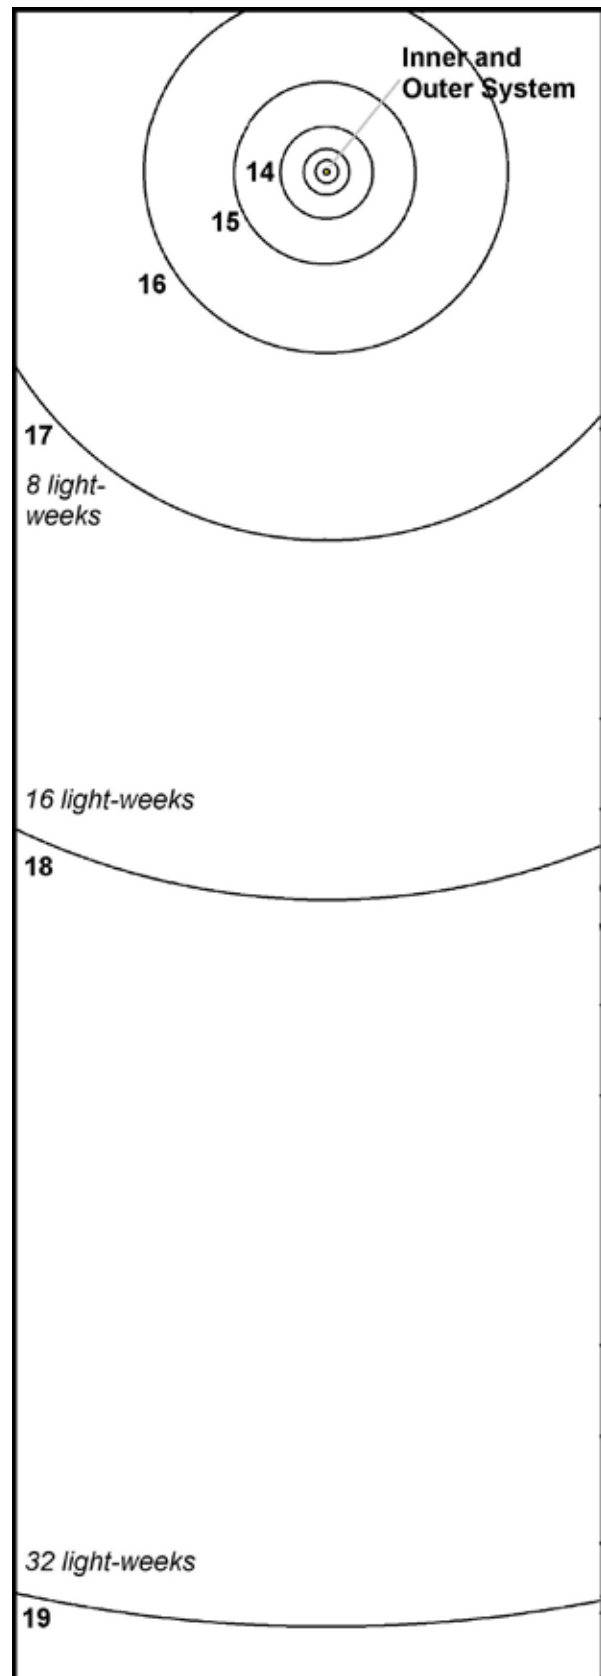 Inner and
Outer System
14
15
16
17
8 light-
weeks
16 light-weeks
18
32 light-weeks
19